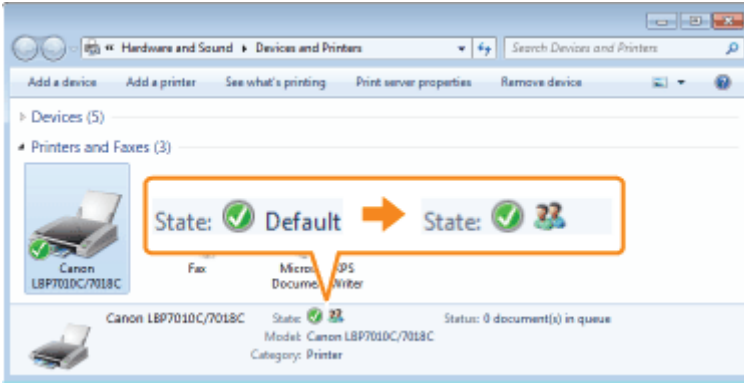 « Hardware and Sound Devices and Printers Search Devices and Printers
Add a device Add a printer See what's printing Print server properties Remove device
Devices (5)
Printers and Faxes (3)
State: Default State:
Canon
LBP7010C/7018C
Fax
Document Writer
Canon LBP7010C/7018C State: Status: 0 document(s) in queue
Model: Canon LBP7010C/7018C
Category: Printer